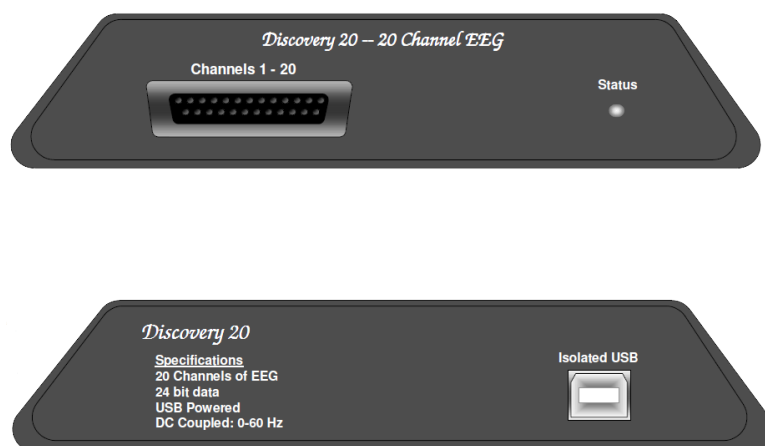 Discovery 20 -- 20 Channel EEG
Channels 1 - 20
Status
Discovery 20
Specifications
20 Channels of EEG
24 bit data
USB Powered
DC Coupled: 0-60 Hz
Isolated USB